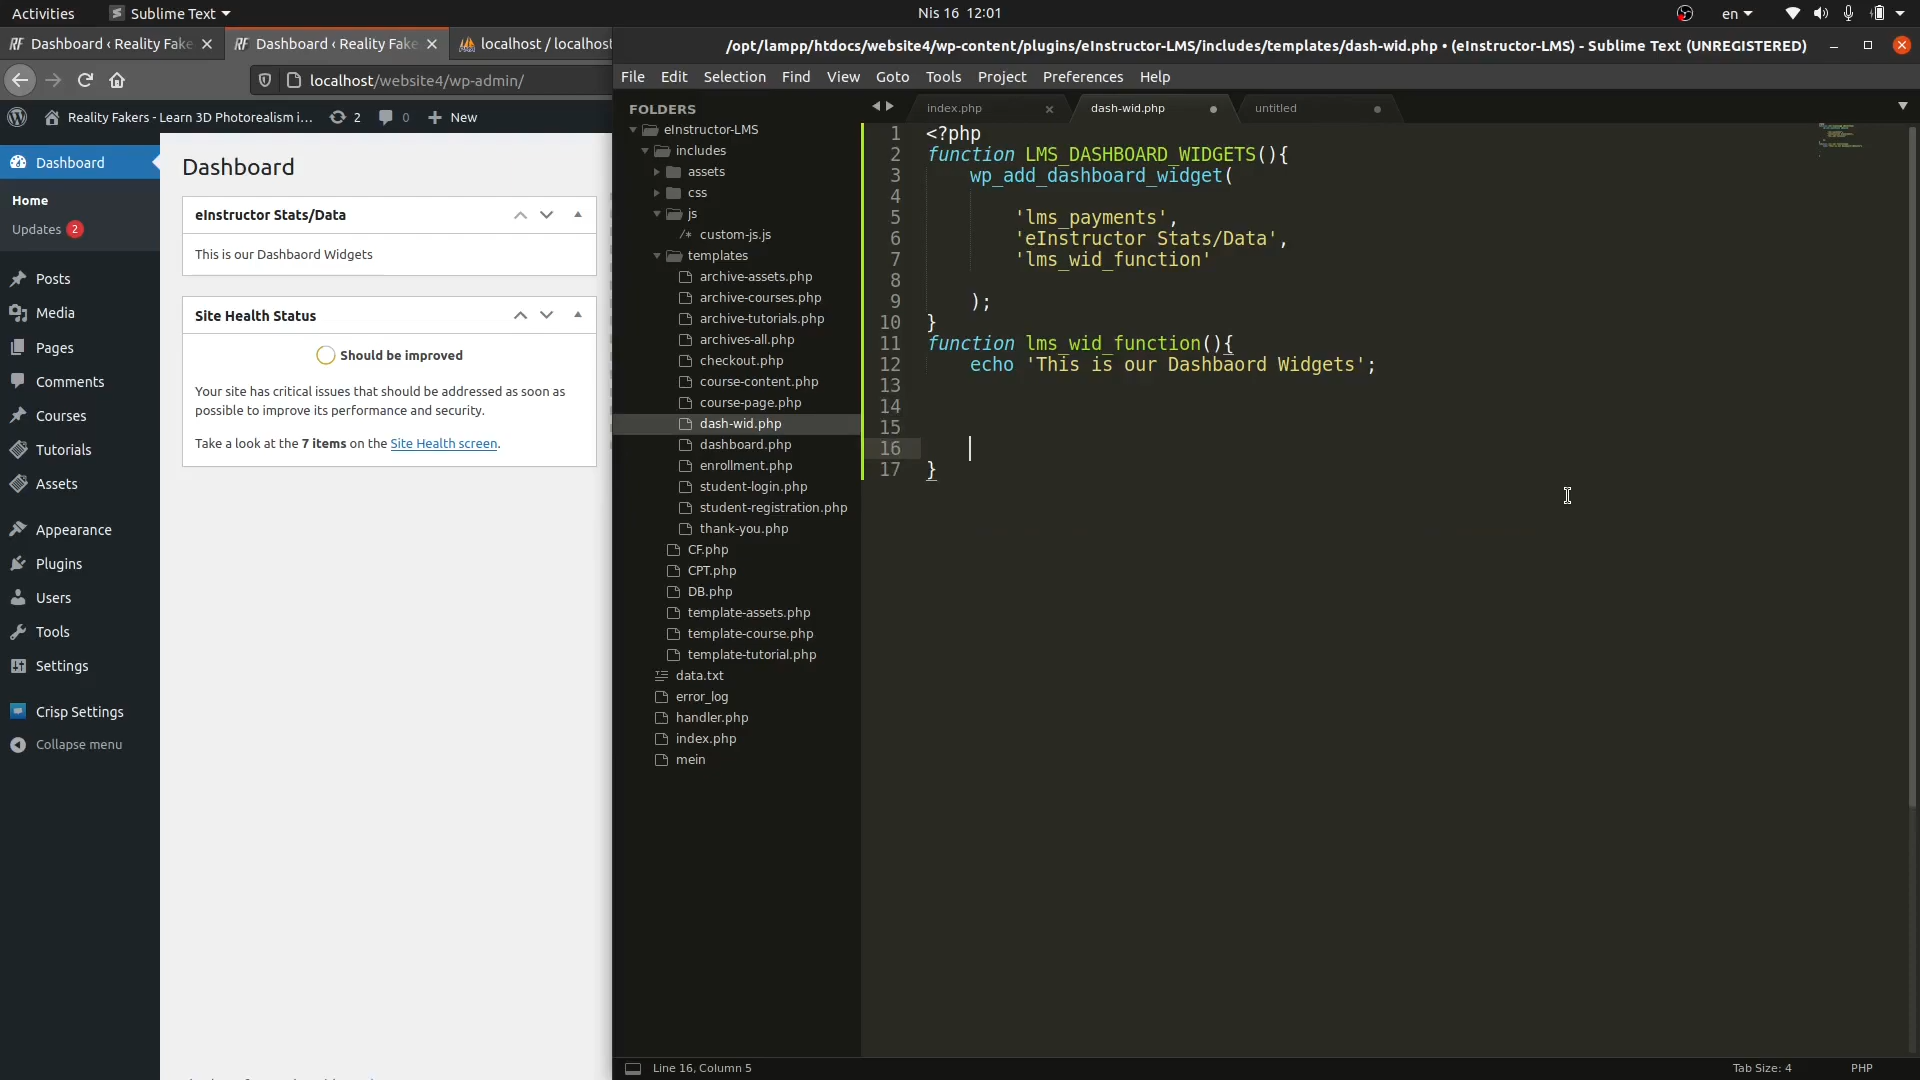 Activities
Sublime Text
Nis 16 12:01
en
Dashboard ‹ Reality Fake
Dashboard ‹ Reality Fake
localhost / localhos
/opt/lampp/htdocs/website4/wp-content/plugins/eInstructor-LMS/includes/templates/dash-wid.php • (eInstructor-LMS) - Sublime Text (UNREGISTERED)
localhost/website4/wp-admin/
File Edit Selection Find View Goto Tools Project Preferences Help
Reality Fakers - Learn 3D Photorealism i...
2
0
New
Dashboard
Home
Updates 2
Posts
Media
Pages
Comments
Courses
Tutorials
Assets
Appearance
Plugins
Users
Tools
Settings
Crisp Settings
Collapse menu
Dashboard
eInstructor Stats/Data
This is our Dashbaord Widgets
Site Health Status
Should be improved
Your site has critical issues that should be addressed as soon as
possible to improve its performance and security.
Take a look at the 7 items on the Site Health screen.
FOLDERS
eInstructor-LMS
includes
assets
css
js
/* custom-js.js
templates
archive-assets.php
archive-courses.php
archive-tutorials.php
archives-all.php
checkout.php
course-content.php
course-page.php
dash-wid.php
dashboard.php
enrollment.php
student-login.php
student-registration.php
thank-you.php
CF.php
CPT.php
DB.php
template-assets.php
template-course.php
template-tutorial.php
data.txt
error_log
handler.php
index.php
mein
index.php
dash-wid.php
untitled
1 <?php
2 function LMS_DASHBOARD_WIDGETS(){
3 wp_add_dashboard_widget(
4
5 'lms_payments',
6 'eInstructor Stats/Data',
7 'lms_wid_function'
8
9 );
10 }
11 function lms_wid_function(){
12 echo 'This is our Dashbaord Widgets';
13
14
15
16
17 }
Line 16, Column 5
Tab Size: 4
PHP